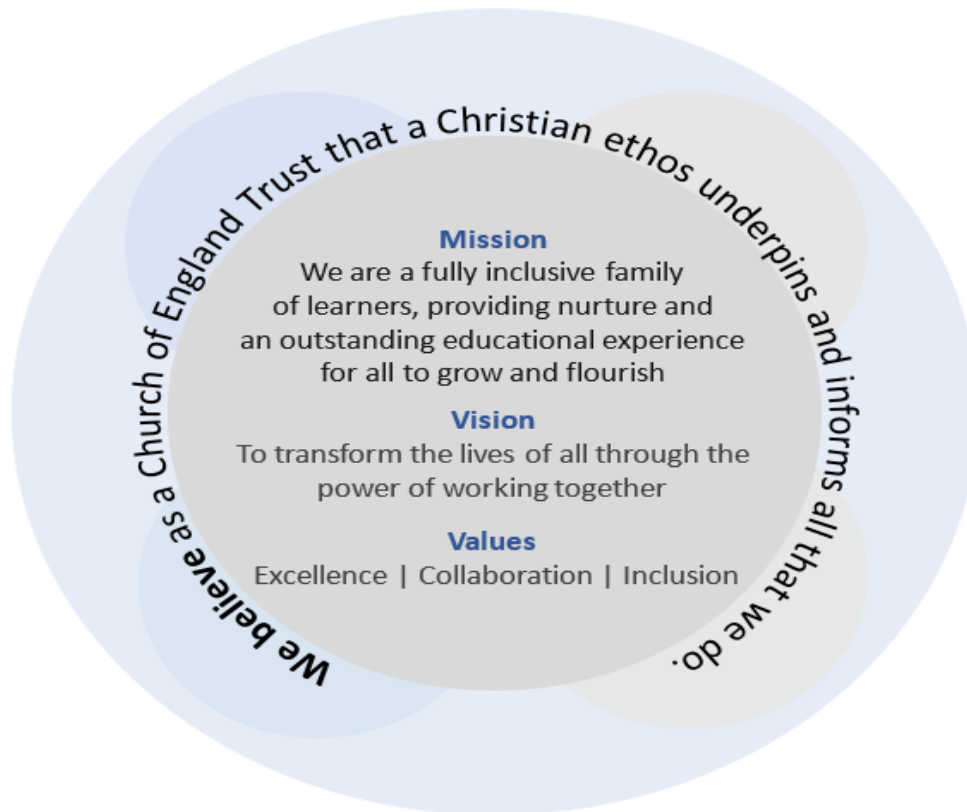 We believe as a Church of England Trust that a Christian ethos underpins and informs all that we do.
Mission
We are a fully inclusive family
of learners, providing nurture and
an outstanding educational experience
for all to grow and flourish
Vision
To transform the lives of all through the
power of working together
Values
Excellence | Collaboration | Inclusion